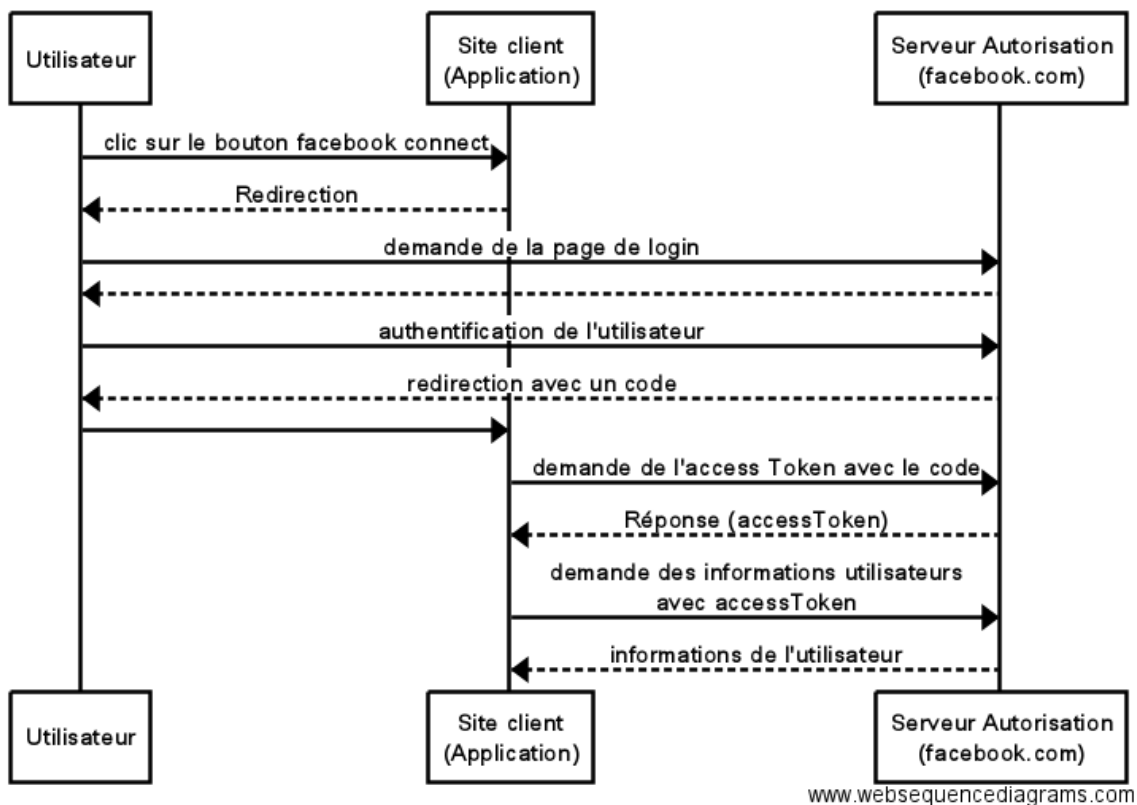 Utilisateur
Site client
(Application)
Serveur Autorisation
(facebook.com)
clic sur le bouton facebook connect
Redirection
demande de la page de login
authentification de l'utilisateur
redirection avec un code
demande de l'access Token avec le code
Réponse (accessToken)
demande des informations utilisateurs
avec accessToken
informations de l'utilisateur
Utilisateur
Site client
(Application)
Serveur Autorisation
(facebook.com)
www.websequencediagrams.com